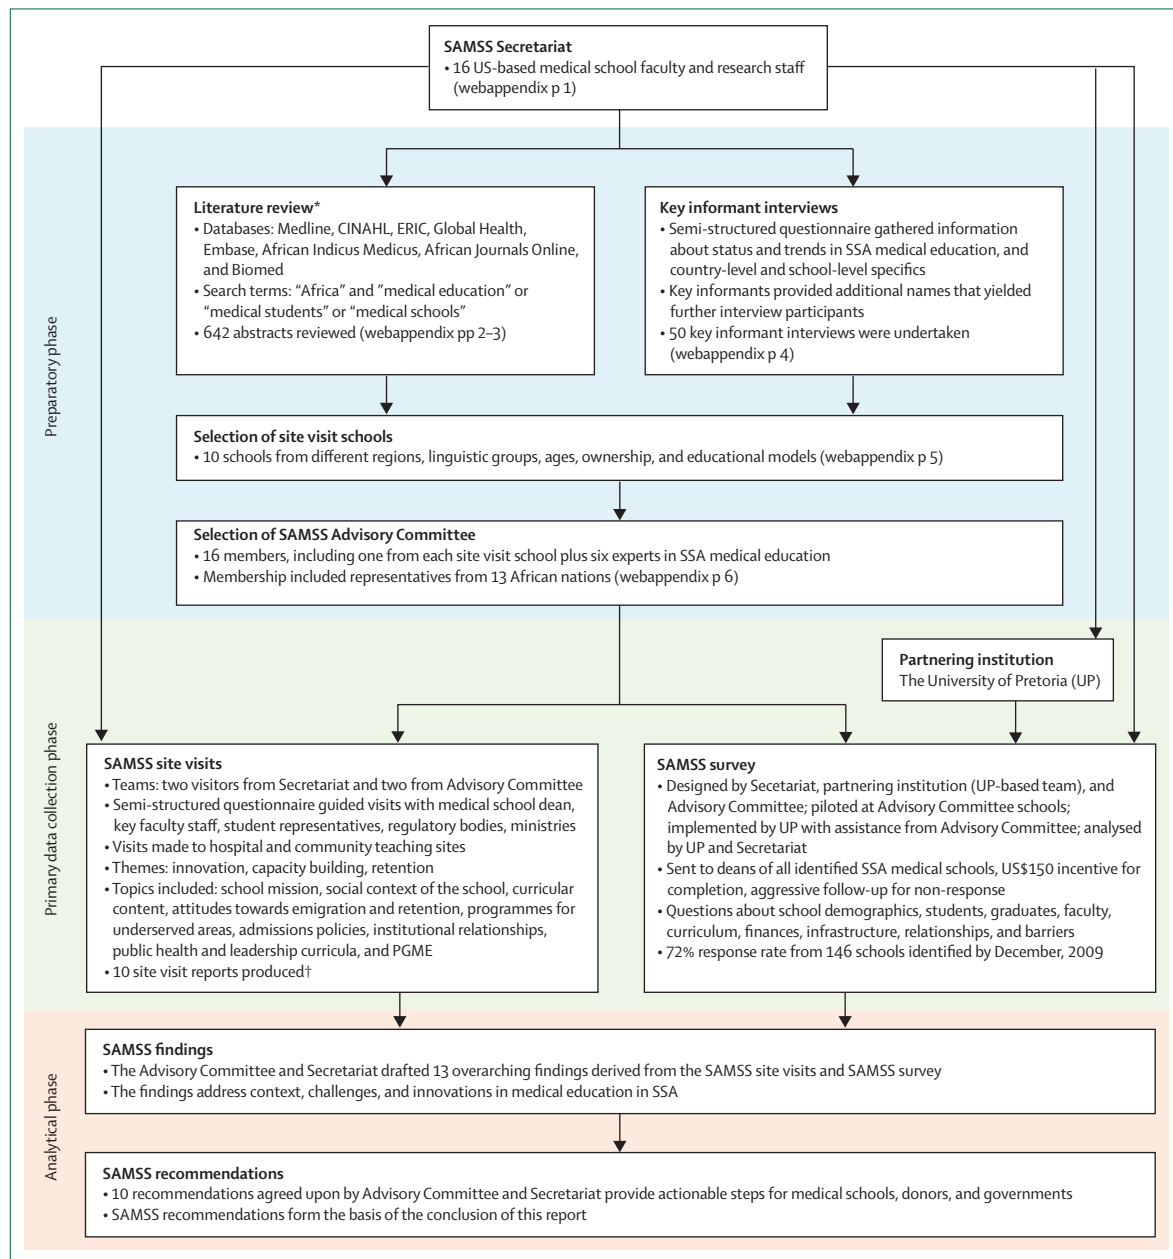 SAMSS Secretariat
• 16 US-based medical school faculty and research staff
(webappendix p 1)
Preparatory phase
Literature review*
• Databases: Medline, CINAHL, ERIC, Global Health,
Embase, African Indicus Medicus, African Journals Online,
and Biomed
• Search terms: “Africa” and ”medical education” or
“medical students” or “medical schools”
• 642 abstracts reviewed (webappendix pp 2–3)
Key informant interviews
• Semi-structured questionnaire gathered information
about status and trends in SSA medical education, and
country-level and school-level specifics
• Key informants provided additional names that yielded
further interview participants
• 50 key informant interviews were undertaken
(webappendix p 4)
Selection of site visit schools
• 10 schools from different regions, linguistic groups, ages, ownership, and educational models (webappendix p 5)
Selection of SAMSS Advisory Committee
• 16 members, including one from each site visit school plus six experts in SSA medical education
• Membership included representatives from 13 African nations (webappendix p 6)
Primary data collection phase
Partnering institution
The University of Pretoria (UP)
SAMSS site visits
• Teams: two visitors from Secretariat and two from Advisory Committee
• Semi-structured questionnaire guided visits with medical school dean,
key faculty staff, student representatives, regulatory bodies, ministries
• Visits made to hospital and community teaching sites
• Themes: innovation, capacity building, retention
• Topics included: school mission, social context of the school, curricular
content, attitudes towards emigration and retention, programmes for
underserved areas, admissions policies, institutional relationships,
public health and leadership curricula, and PGME
• 10 site visit reports produced†
SAMSS survey
• Designed by Secetariat, partnering institution (UP-based team), and
Advisory Committee; piloted at Advisory Committee schools;
implemented by UP with assistance from Advisory Committee; analysed
by UP and Secretariat
• Sent to deans of all identified SSA medical schools, US$150 incentive for
completion, aggressive follow-up for non-response
• Questions about school demographics, students, graduates, faculty,
curriculum, finances, infrastructure, relationships, and barriers
• 72% response rate from 146 schools identified by December, 2009
Analytical phase
SAMSS findings
• The Advisory Committee and Secretariat drafted 13 overarching findings derived from the SAMSS site visits and SAMSS survey
• The findings address context, challenges, and innovations in medical education in SSA
SAMSS recommendations
• 10 recommendations agreed upon by Advisory Committee and Secretariat provide actionable steps for medical schools, donors, and governments
• SAMSS recommendations form the basis of the conclusion of this report